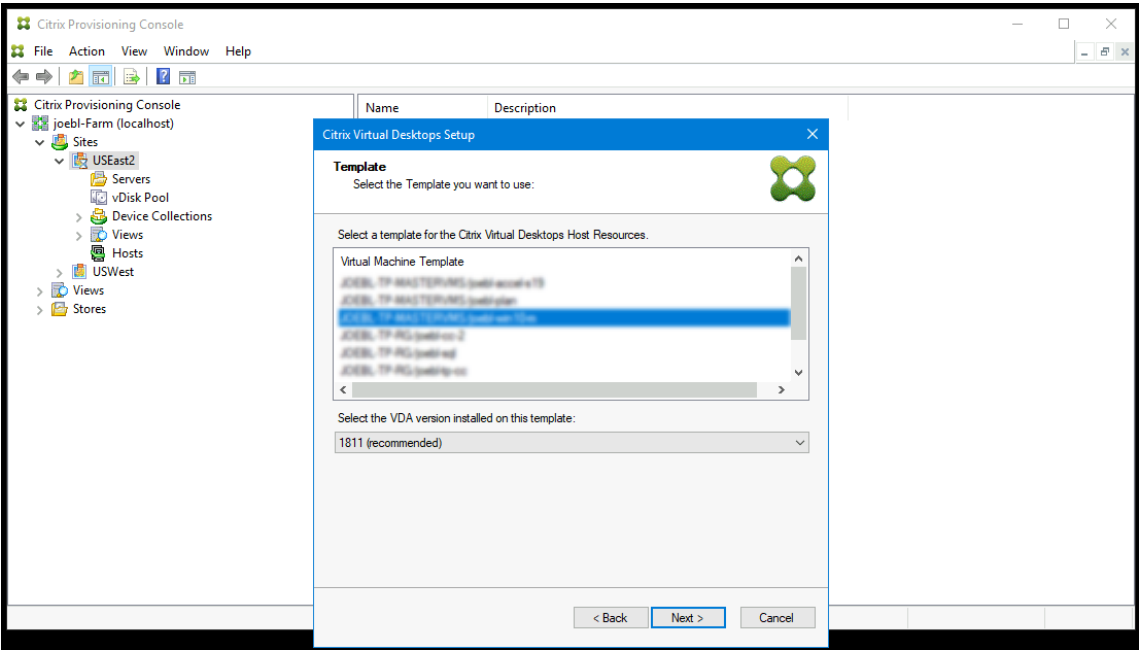 Citrix Provisioning Console
File Action View Window Help
Citrix Provisioning Console
joebl-Farm (localhost)
Sites
USEast2
Servers
vDisk Pool
Device Collections
Views
Hosts
USWest
Views
Stores
Name Description
Citrix Virtual Desktops Setup
Template
Select the Template you want to use:
Select a template for the Citrix Virtual Desktops Host Resources.
Virtual Machine Template
Select the VDA version installed on this template:
1811 (recommended)
< Back Next > Cancel